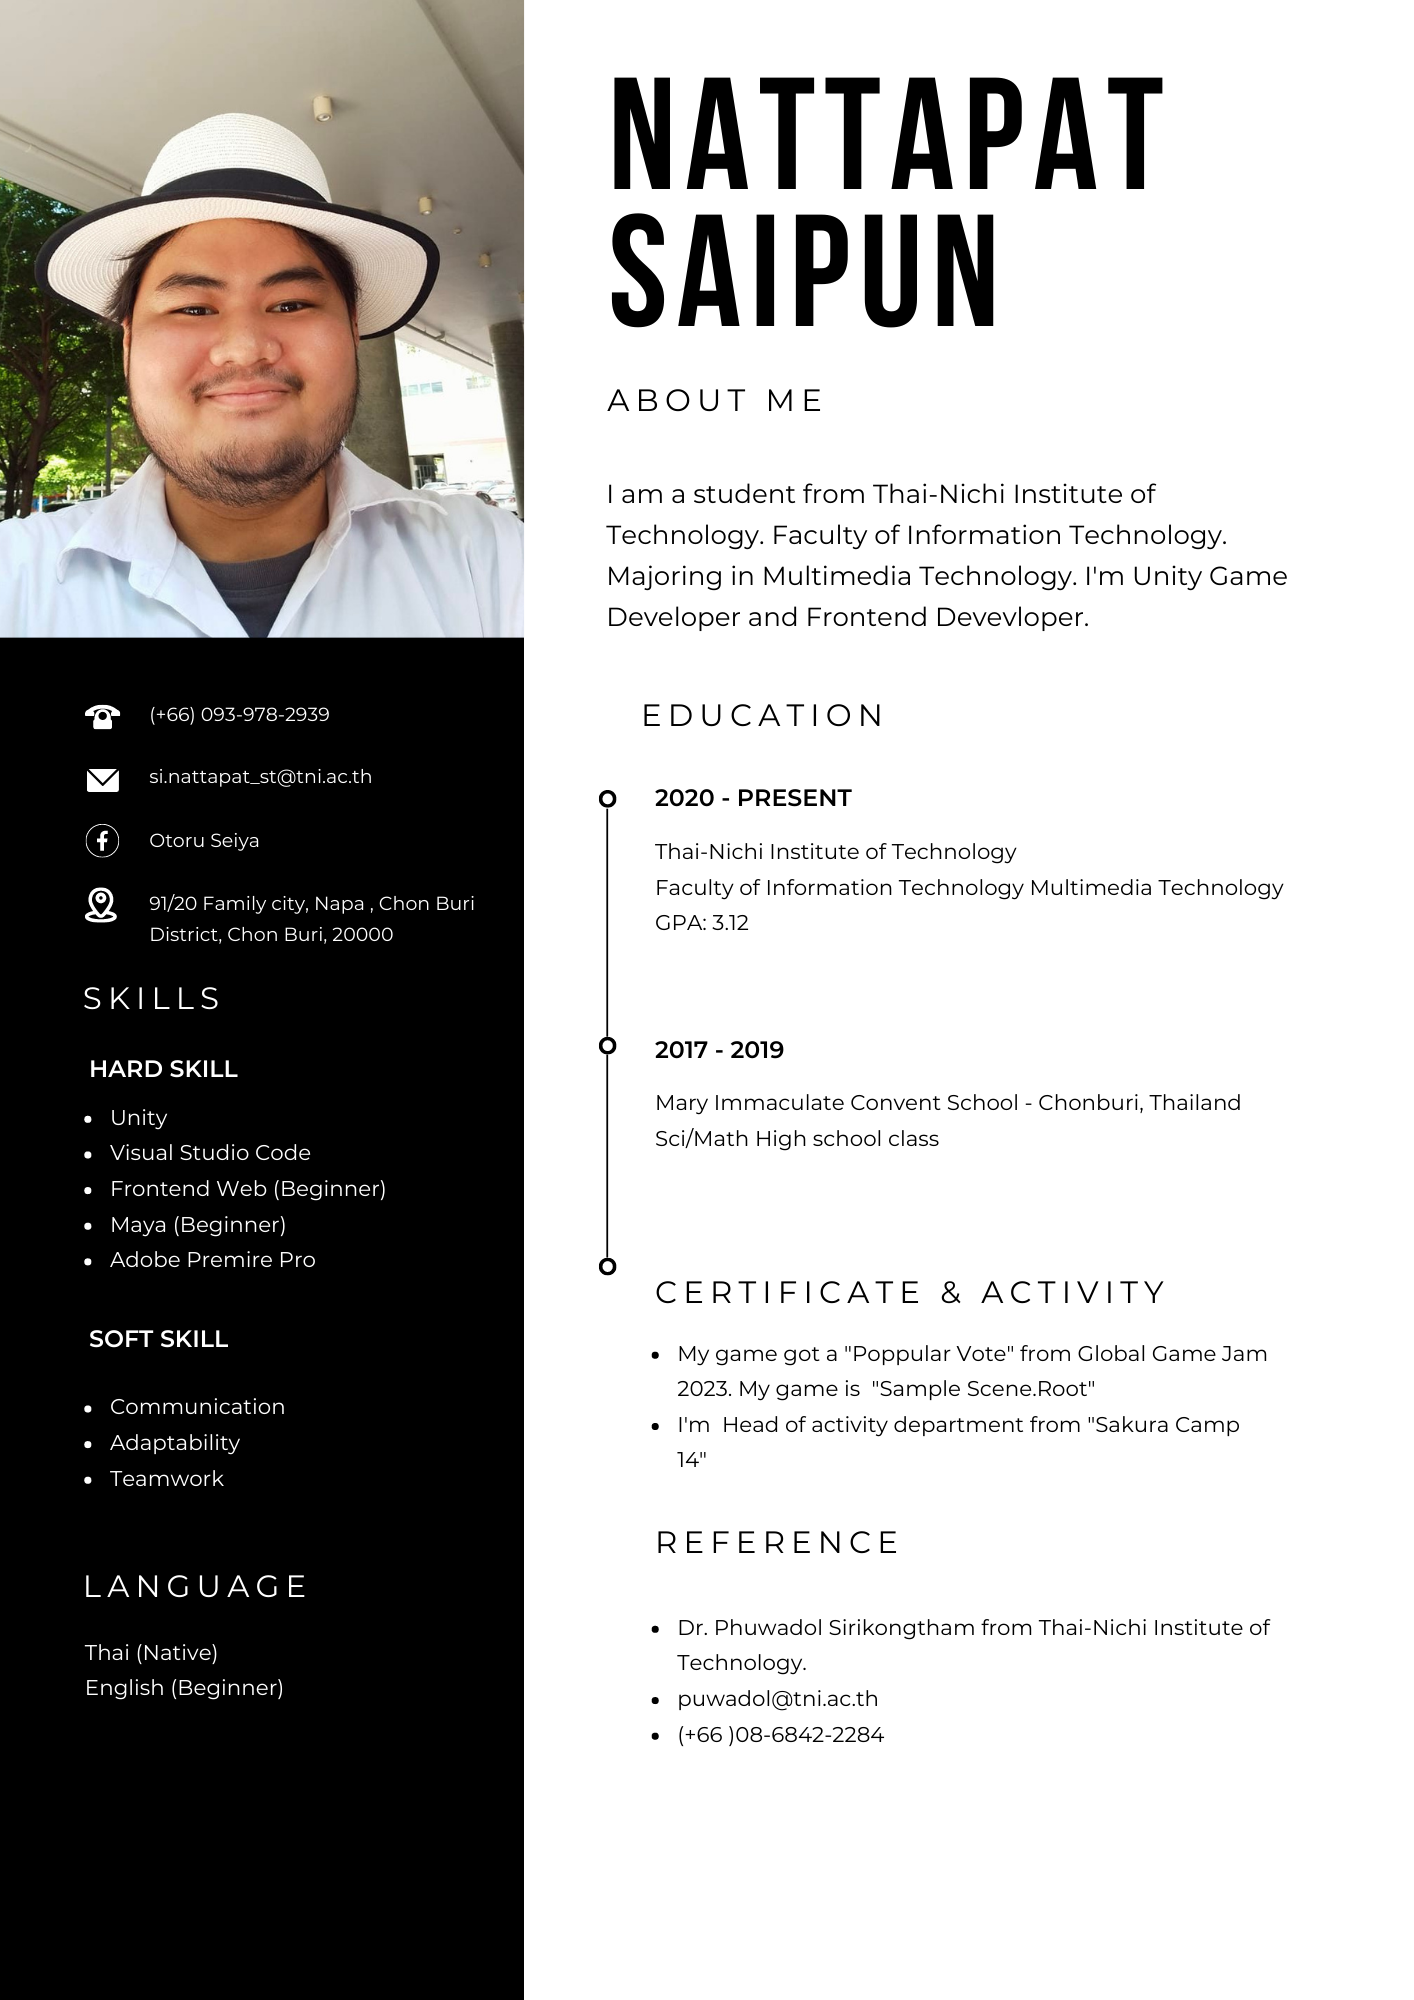 NATTAPAT
SAIPUN
ABOUT ME
I am a student from Thai-Nichi Institute of
Technology. Faculty of Information Technology.
Majoring in Multimedia Technology. I'm Unity Game
Developer and Frontend Devevloper.
(+66) 093-978-2939
si.nattapat_st@tni.ac.th
Otoru Seiya
91/20 Family city, Napa , Chon Buri
District, Chon Buri, 20000
SKILLS
HARD SKILL
• Unity
• Visual Studio Code
• Frontend Web (Beginner)
• Maya (Beginner)
• Adobe Premire Pro
SOFT SKILL
• Communication
• Adaptability
• Teamwork
LANGUAGE
Thai (Native)
English (Beginner)
EDUCATION
2020 - PRESENT
Thai-Nichi Institute of Technology
Faculty of Information Technology Multimedia Technology
GPA: 3.12
2017 - 2019
Mary Immaculate Convent School - Chonburi, Thailand
Sci/Math High school class
CERTIFICATE & ACTIVITY
• My game got a "Poppular Vote" from Global Game Jam
2023. My game is  "Sample Scene.Root"
• I'm  Head of activity department from "Sakura Camp
14"
REFERENCE
• Dr. Phuwadol Sirikongtham from Thai-Nichi Institute of
Technology.
• puwadol@tni.ac.th
• (+66 )08-6842-2284